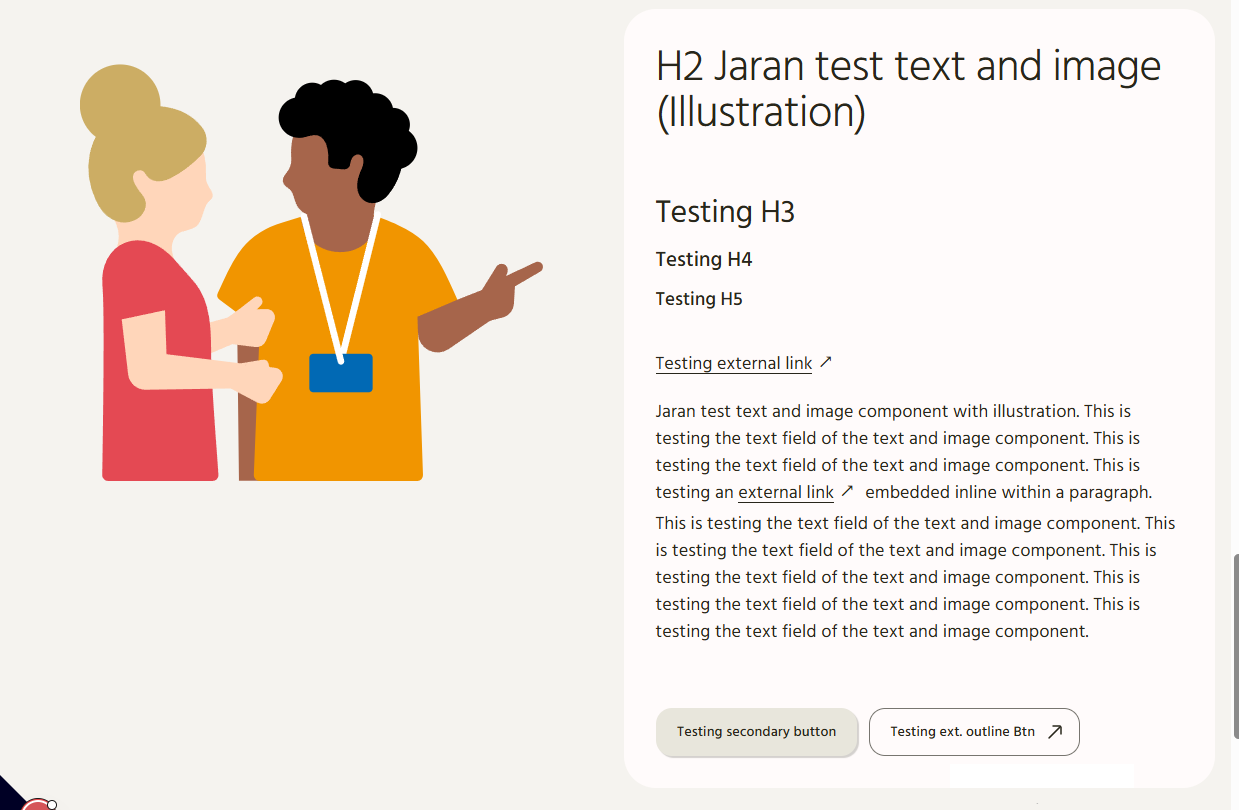 H2 Jaran test text and image
(Illustration)
Testing H3
Testing H4
Testing H5
Testing external link ↗
Jaran test text and image component with illustration. This is
testing the text field of the text and image component. This is
testing the text field of the text and image component. This is
testing an external link ↗ embedded inline within a paragraph.
This is testing the text field of the text and image component. This
is testing the text field of the text and image component. This is
testing the text field of the text and image component. This is
testing the text field of the text and image component. This is
testing the text field of the text and image component.
Testing secondary button
Testing ext. outline Btn ↗